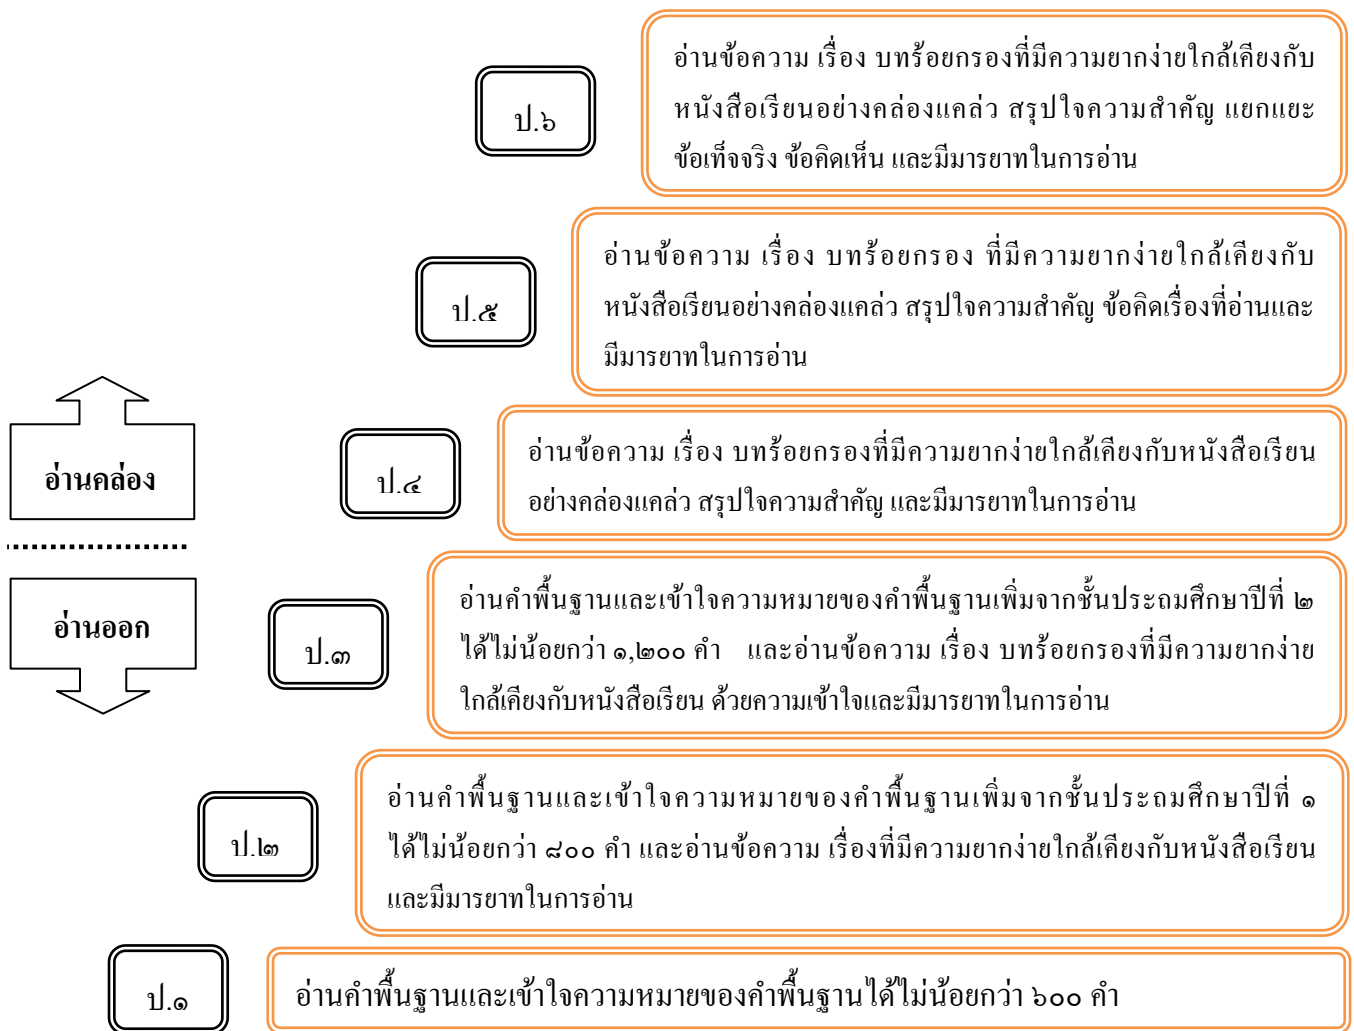 ป.๖
อ่านข้อความ เรื่อง บทร้อยกรองที่มีความยากง่ายใกล้เคียงกับ
หนังสือเรียนอย่างคล่องแคล่ว สรุปใจความสำคัญ แยกแยะ
ข้อเท็จจริง ข้อคิดเห็น และมีมารยาทในการอ่าน
ป.๕
อ่านข้อความ เรื่อง บทร้อยกรอง ที่มีความยากง่ายใกล้เคียงกับ
หนังสือเรียนอย่างคล่องแคล่ว สรุปใจความสำคัญ ข้อคิดเรื่องที่อ่านและ
มีมารยาทในการอ่าน
อ่านคล่อง
ป.๔
อ่านข้อความ เรื่อง บทร้อยกรองที่มีความยากง่ายใกล้เคียงกับหนังสือเรียน
อย่างคล่องแคล่ว สรุปใจความสำคัญ และมีมารยาทในการอ่าน
อ่านออก
ป.๓
อ่านคำพื้นฐานและเข้าใจความหมายของคำพื้นฐานเพิ่มจากชั้นประถมศึกษาปีที่ ๒
ได้ไม่น้อยกว่า ๑,๒๐๐ คำ และอ่านข้อความ เรื่อง บทร้อยกรองที่มีความยากง่าย
ใกล้เคียงกับหนังสือเรียน ด้วยความเข้าใจและมีมารยาทในการอ่าน
ป.๒
อ่านคำพื้นฐานและเข้าใจความหมายของคำพื้นฐานเพิ่มจากชั้นประถมศึกษาปีที่ ๑
ได้ไม่น้อยกว่า ๘๐๐ คำ และอ่านข้อความ เรื่องที่มีความยากง่ายใกล้เคียงกับหนังสือเรียน
และมีมารยาทในการอ่าน
ป.๑
อ่านคำพื้นฐานและเข้าใจความหมายของคำพื้นฐานได้ไม่น้อยกว่า ๖๐๐ คำ